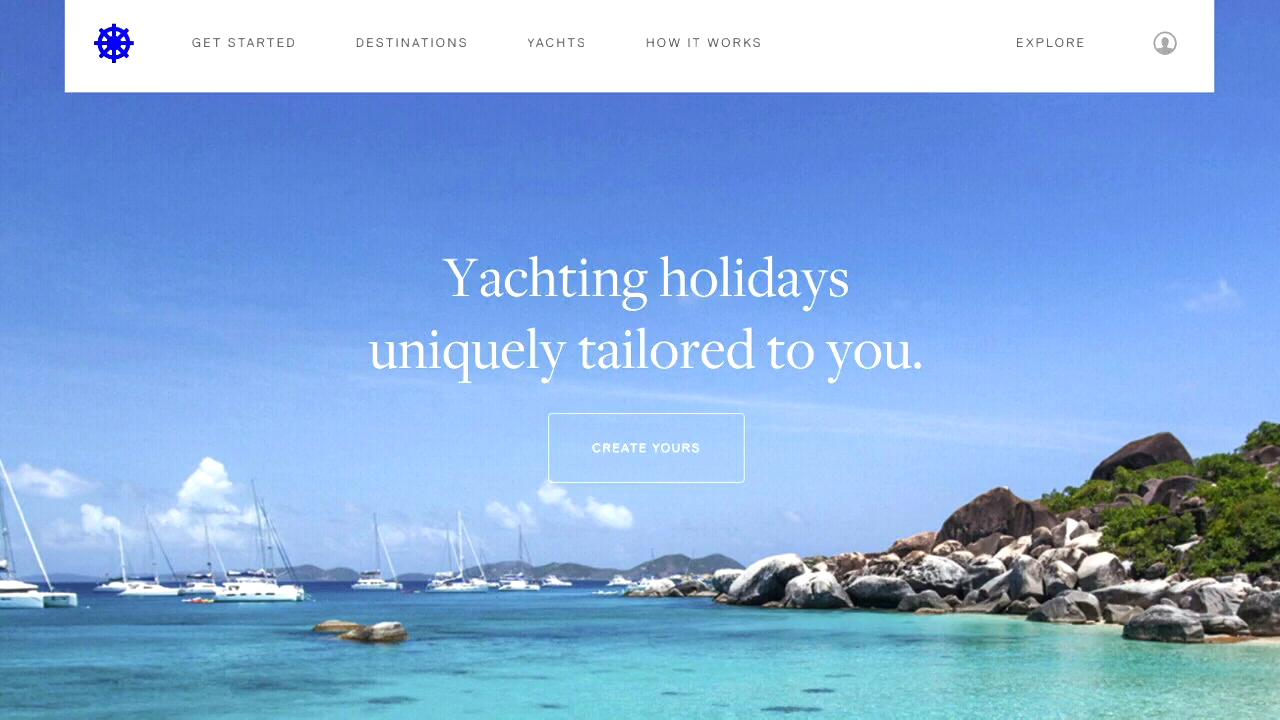 GET STARTED
DESTINATIONS
YACHTS
HOW IT WORKS
EXPLORE
Yachting holidays
uniquely tailored to you.
CREATE YOURS